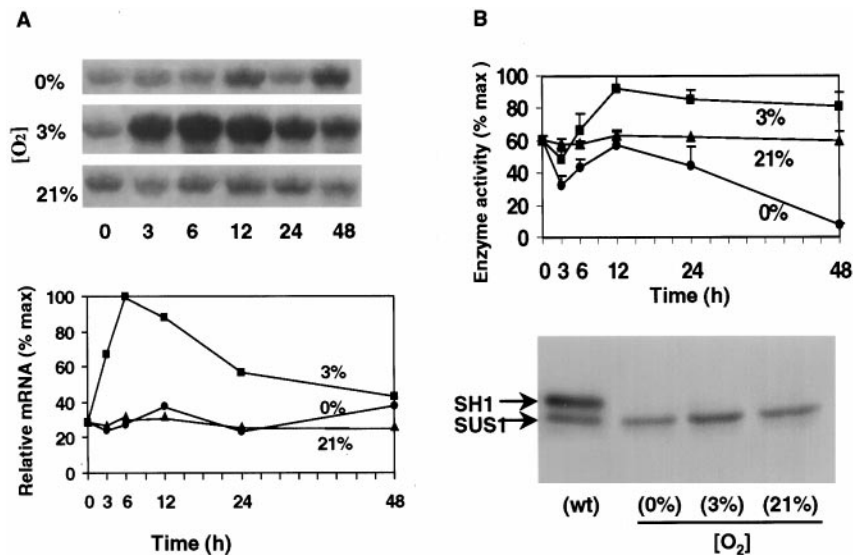 A
[O2]
0%
3%
21%
0 3 6 12 24 48
Relative mRNA (% max)
100
80
60
40
20
0
3%
0%
21%
0 3 6 12 24 48
Time (h)
B
Enzyme activity (% max)
100
80
60
40
20
0
3%
21%
0%
0 3 6 12 24 48
Time (h)
SH1
SUS1
(wt) (0%) (3%) (21%)
[O2]